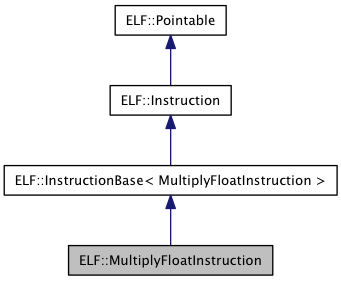 ELF::Pointable
ELF::Instruction
ELF::InstructionBase< MultiplyFloatInstruction >
ELF::MultiplyFloatInstruction